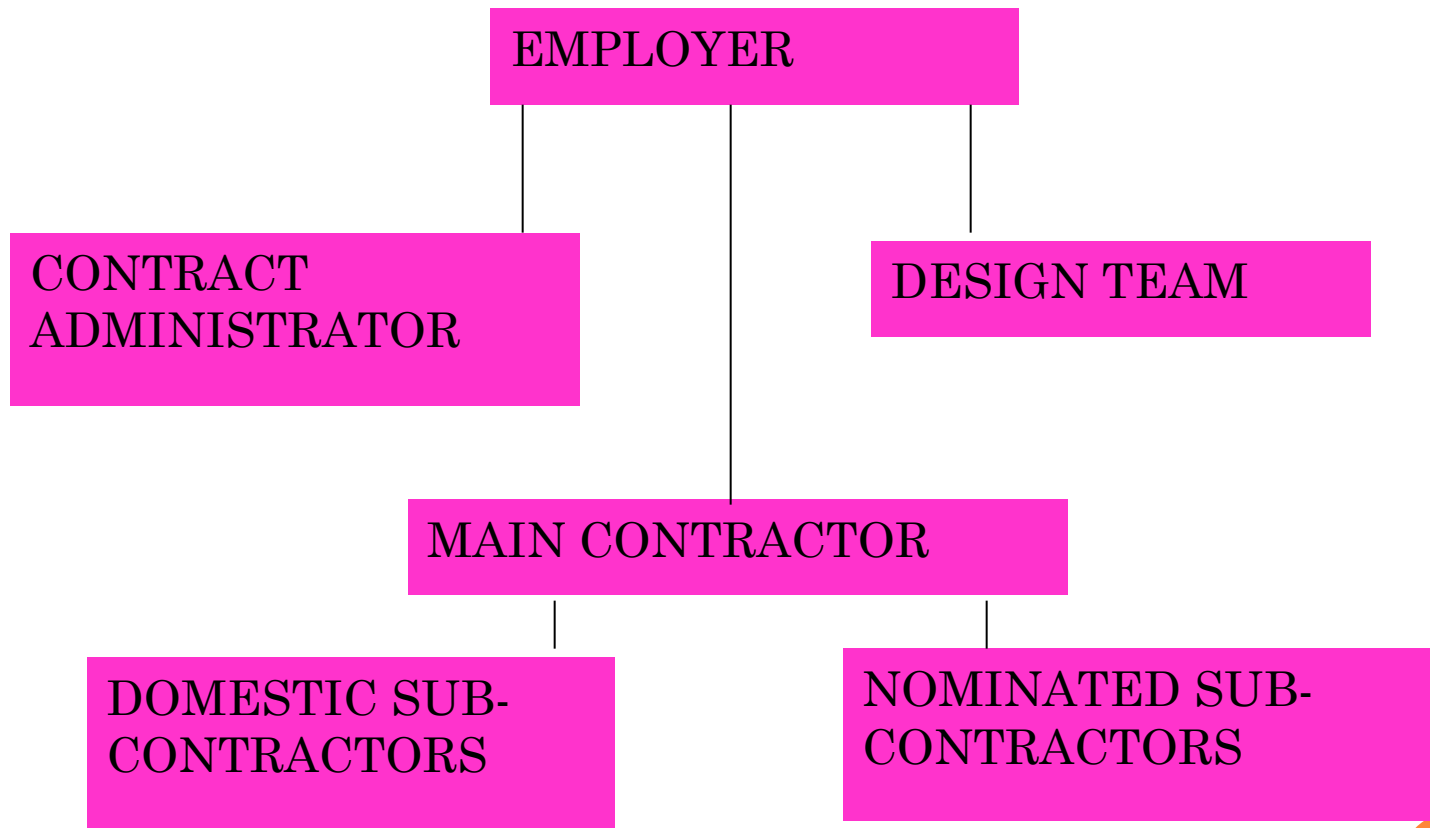 EMPLOYER
CONTRACT
ADMINISTRATOR
DESIGN TEAM
MAIN CONTRACTOR
DOMESTIC SUB-
CONTRACTORS
NOMINATED SUB-
CONTRACTORS